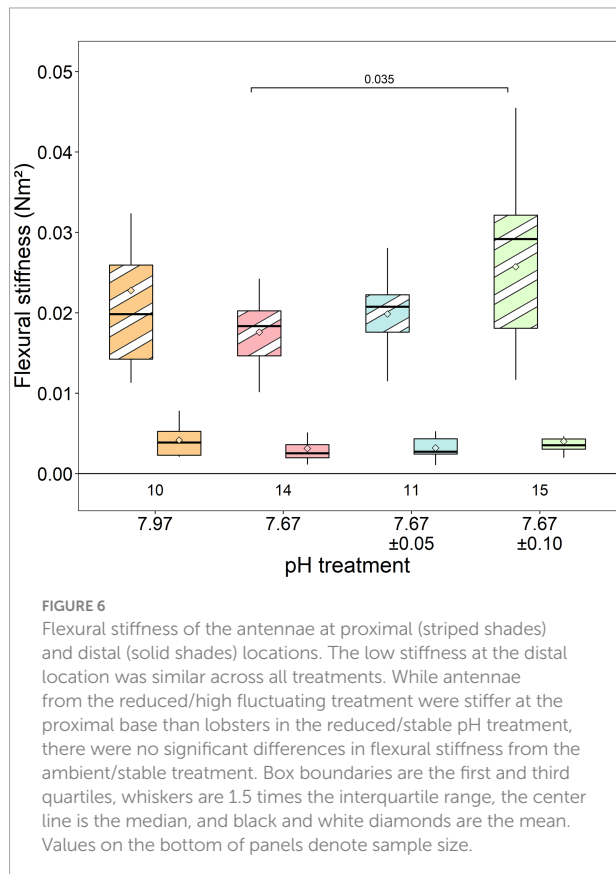 0.05
0.035
0.04
0.03
0.02
0.01
0.00
Flexural stiffness (Nm²)
10 14 11 15
7.97 7.67 7.67 7.67
±0.05 ±0.10
pH treatment
FIGURE 6
Flexural stiffness of the antennae at proximal (striped shades)
and distal (solid shades) locations. The low stiffness at the distal
location was similar across all treatments. While antennae
from the reduced/high fluctuating treatment were stiffer at the
proximal base than lobsters in the reduced/stable pH treatment,
there were no significant differences in flexural stiffness from the
ambient/stable treatment. Box boundaries are the first and third
quartiles, whiskers are 1.5 times the interquartile range, the center
line is the median, and black and white diamonds are the mean.
Values on the bottom of panels denote sample size.